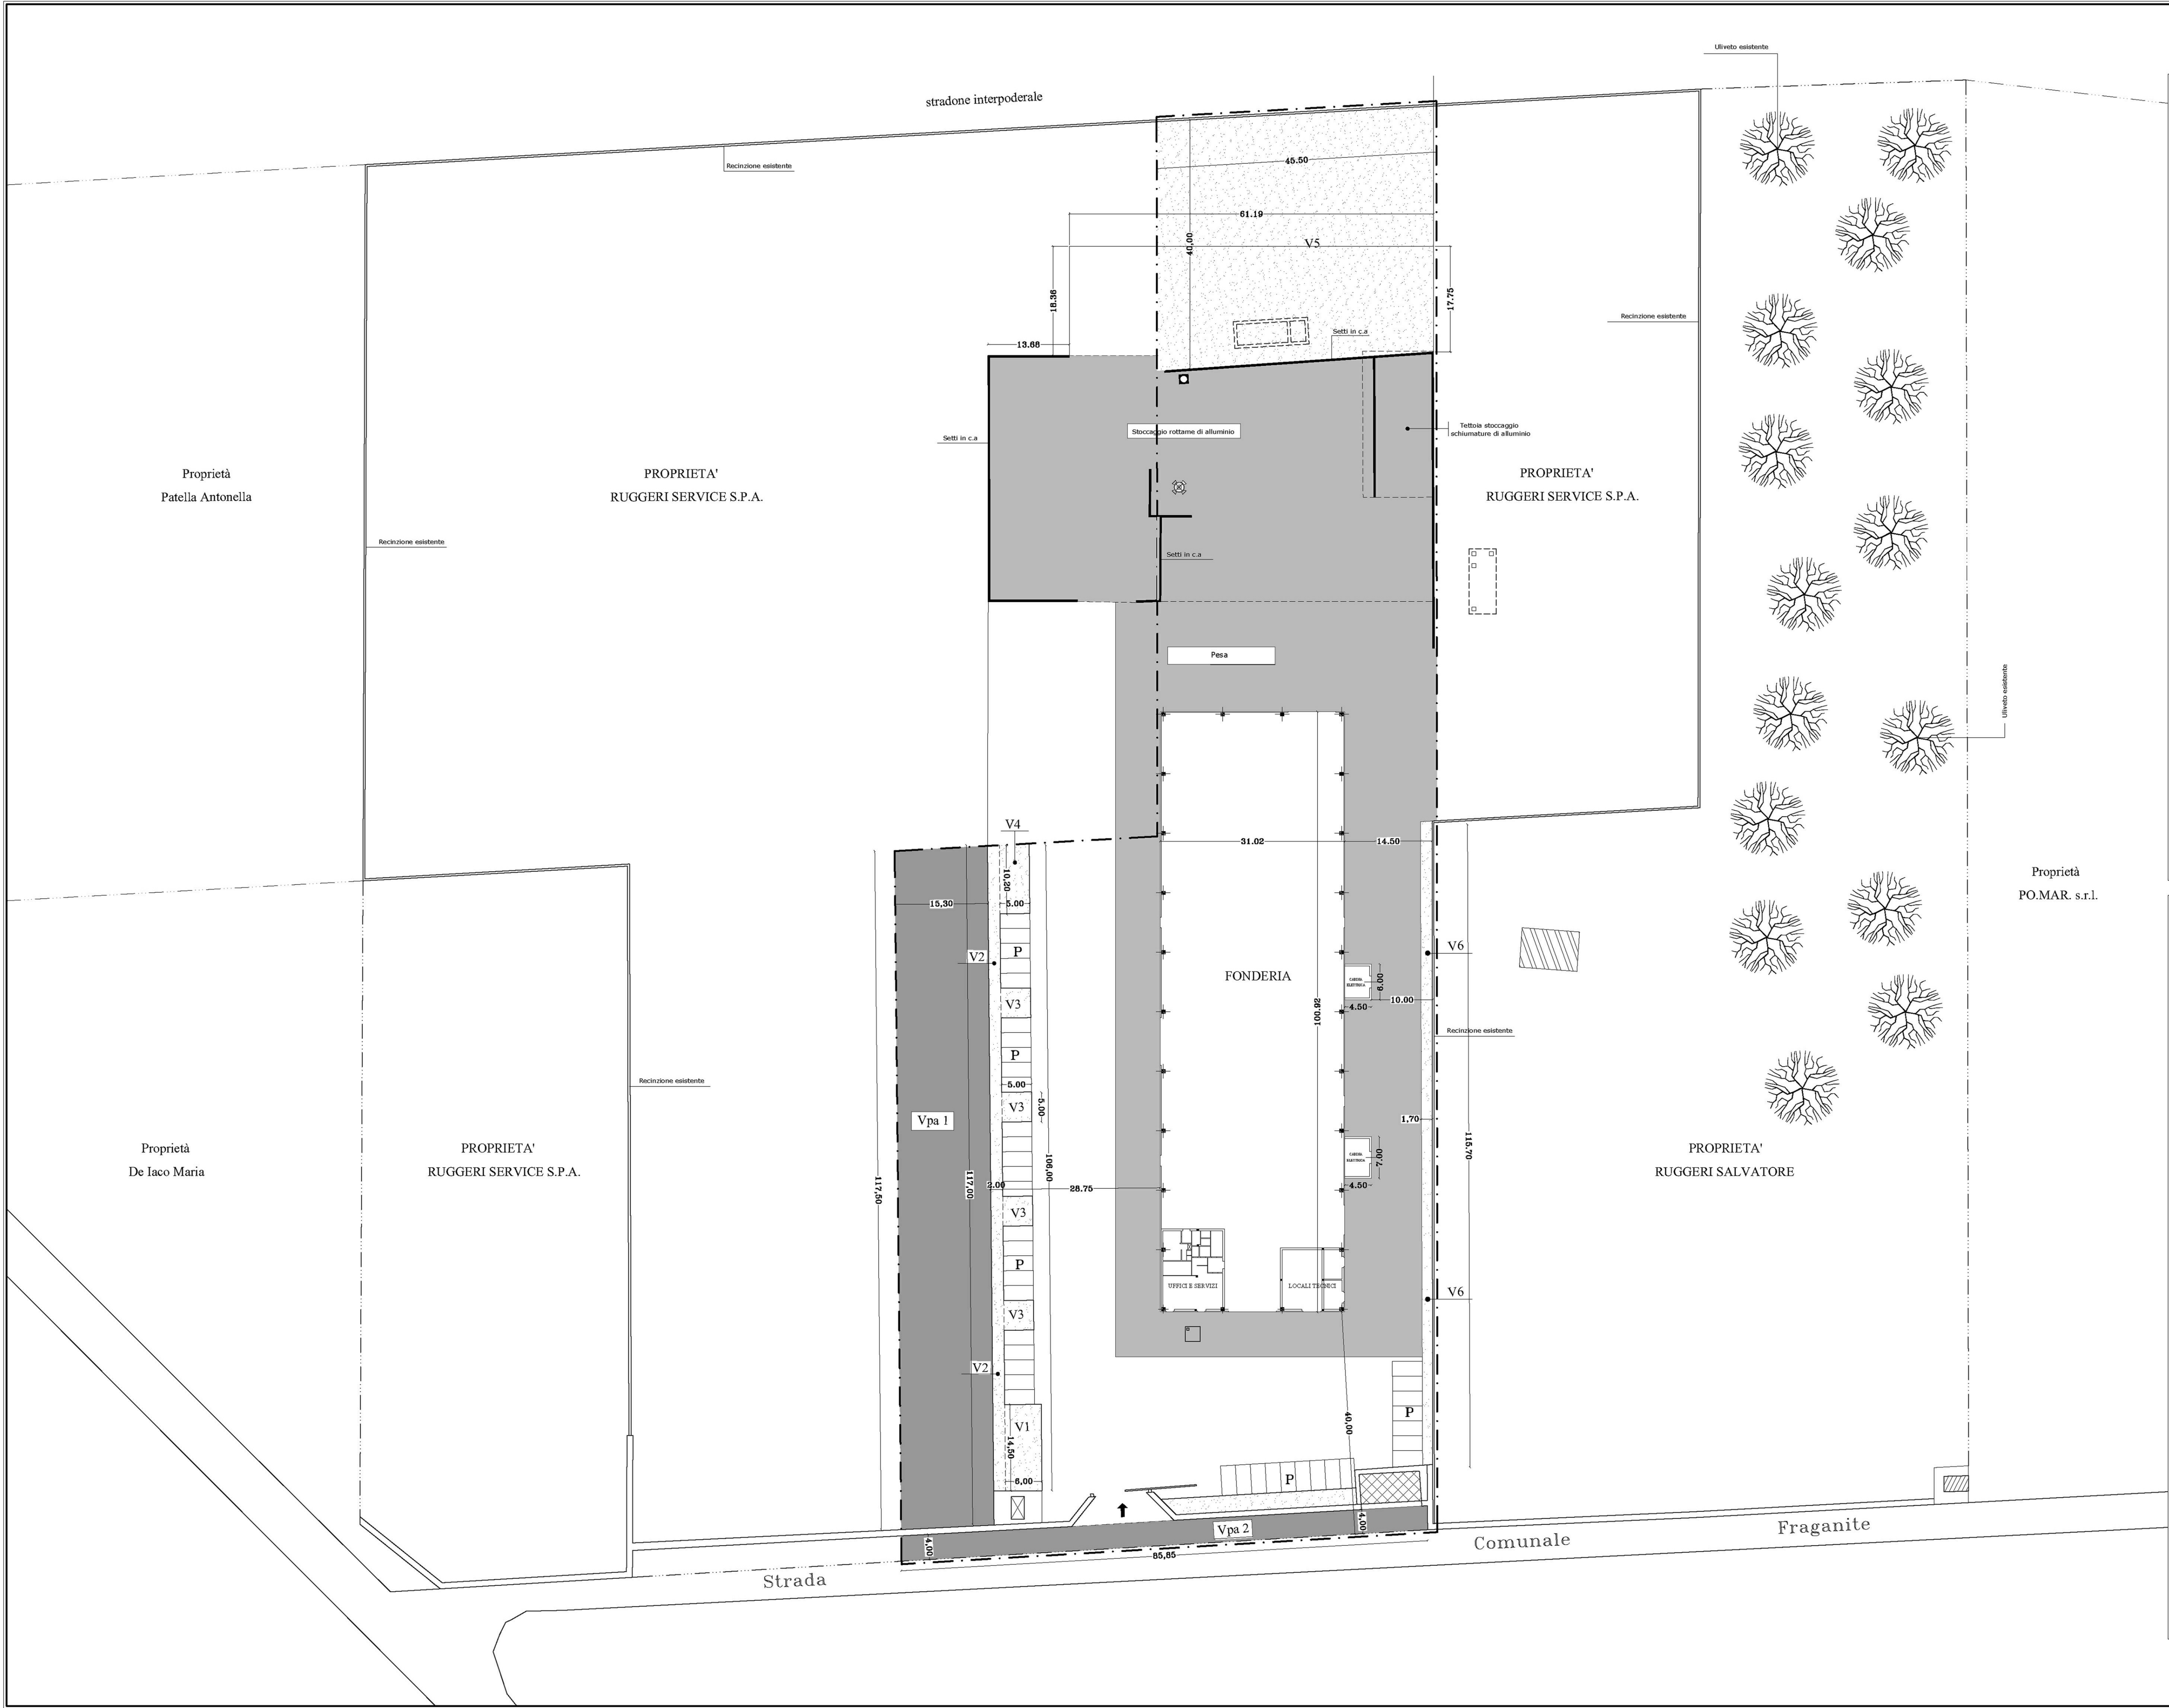 Uliveto esistente
stradone interpoderale
Recinzione esistente
45.50
61.19
40,00
V5
18.36
17.75
Recinzione esistente
Setti in c.a
13.68
Stoccaggio rottame di alluminio
Tettoia stoccaggio
schiumature di alluminio
Setti in c.a
Proprietà
Patella Antonella
PROPRIETA'
RUGGERI SERVICE S.P.A.
PROPRIETA'
RUGGERI SERVICE S.P.A.
Recinzione esistente
Setti in c.a
Pesa
Uliveto esistente
V4
31.02
14.50
10,20
15,30
5.00
Proprietà
PO.MAR. s.r.l.
P
V2
V6
FONDERIA
CABINA
ELETTRICA
6.00
4.50
10.00
V3
100.92
Recinzione esistente
P
Recinzione esistente
5.00
V3
5.00
Vpa 1
1,70
115.70
Proprietà
De Iaco Maria
PROPRIETA'
RUGGERI SERVICE S.P.A.
CABINA
ELETTRICA
7.00
4.50
PROPRIETA'
RUGGERI SALVATORE
117,50
117,00
106,00
2.00
28.75
V3
P
UFFICI E SERVIZI
LOCALI TECNICI
V6
V3
V2
V1
14,50
40,00
P
6,00
P
4,00
Vpa 2
4,00
85,85
Strada
Comunale
Fraganite